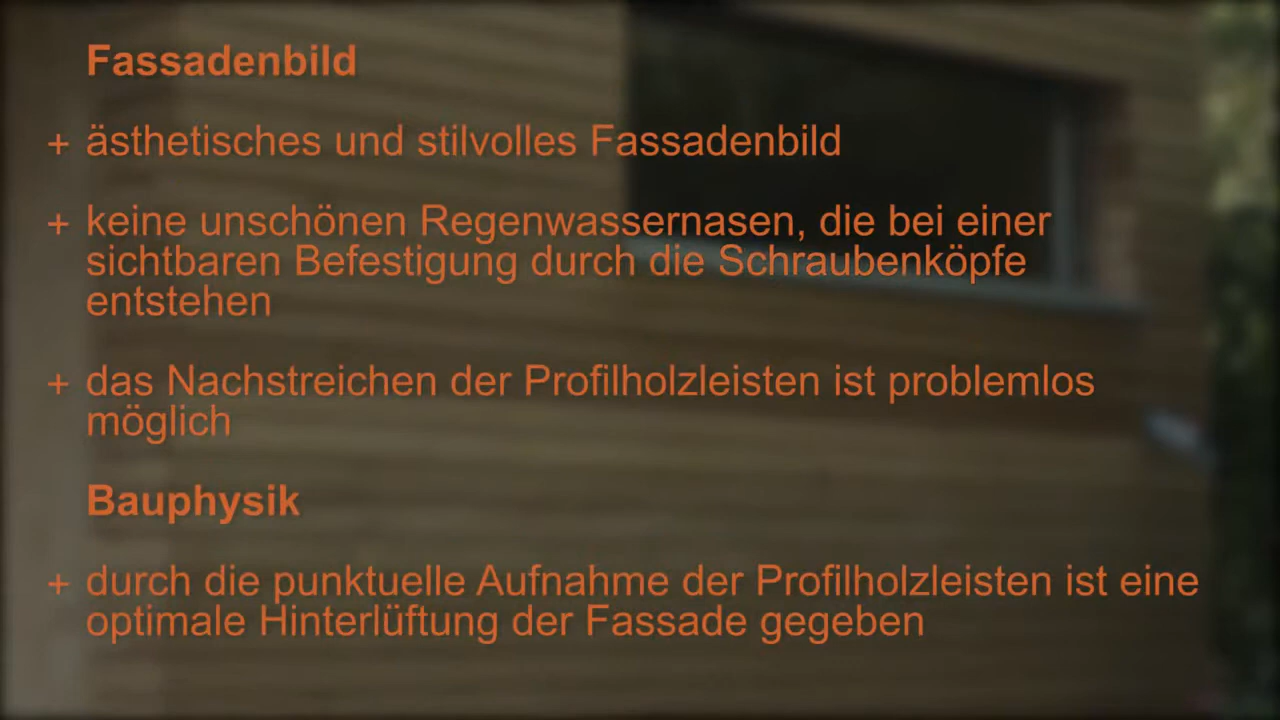 Fassadenbild
+ ästhetisches und stilvolles Fassadenbild
+ keine unschönen Regenwassernasen, die bei einer
sichtbaren Befestigung durch die Schraubenköpfe
entstehen
+ das Nachstreichen der Profilholzleisten ist problemlos
möglich
Bauphysik
+ durch die punktuelle Aufnahme der Profilholzleisten ist eine
optimale Hinterlüftung der Fassade gegeben